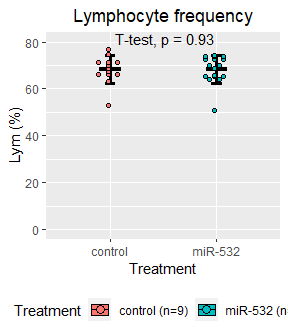 Lymphocyte frequency
T-test, p = 0.93
80
60
40
20
0
Lym (%)
control
miR-532
Treatment
Treatment
control (n=9)
miR-532 (n